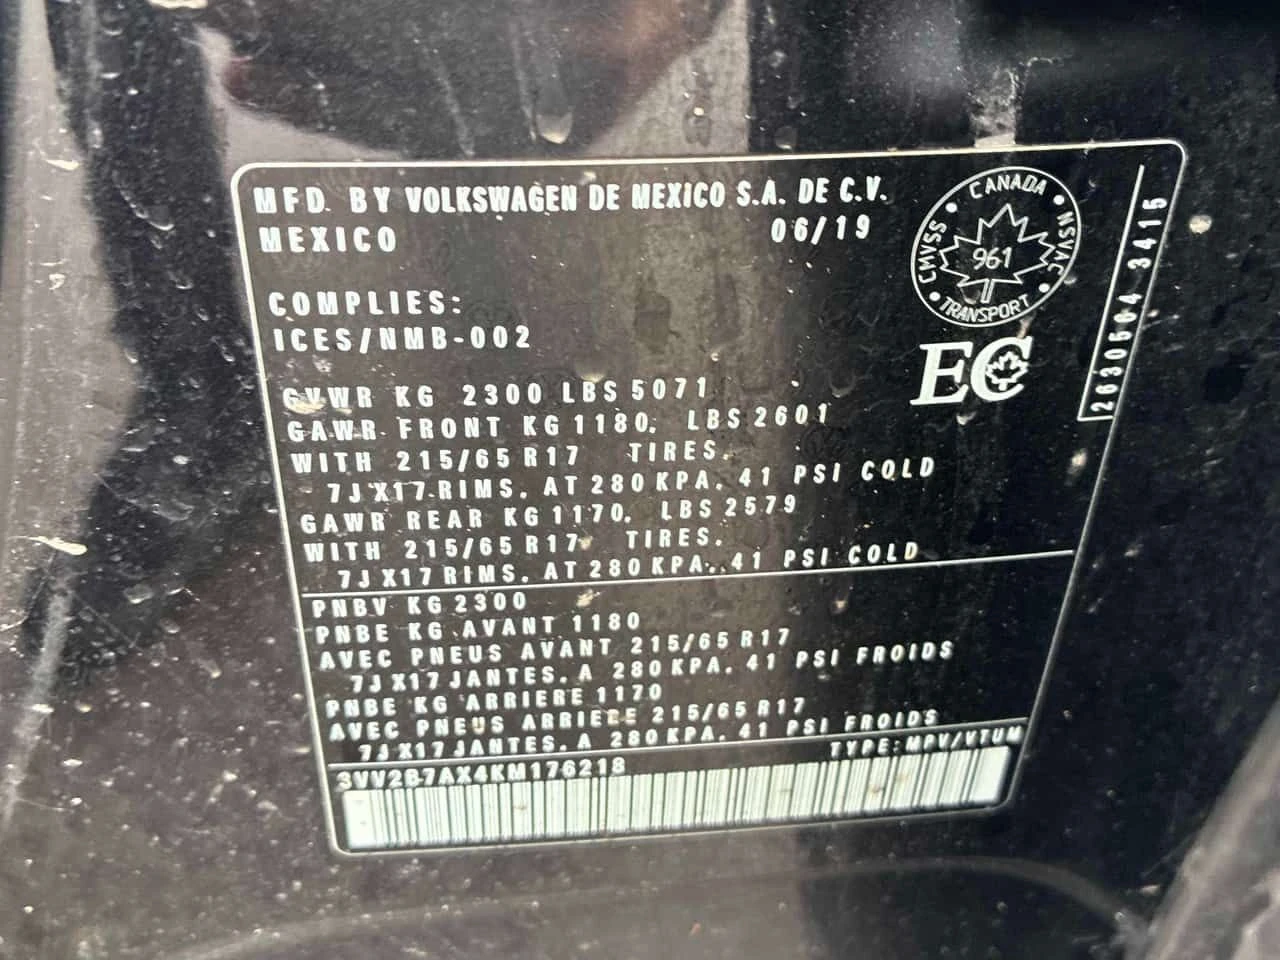 MFD. BY VOLKSWAGEN DE MEXICO S.A. DE C.V.
MEXICO 06/19
CANADA
CMVSS NSVAC
961
TRANSPORT
COMPLIES:
ICES/NMB-002
EC
2630504 3415
GVWR KG 2300 LBS 5071
GAWR FRONT KG 1180, LBS 2601
WITH 215/65 R17 TIRES,
7J X17 RIMS, AT 280 KPA, 41 PSI COLD
GAWR REAR KG 1170, LBS 2579
WITH 215/65 R17 TIRES,
7J X17 RIMS, AT 280 KPA, 41 PSI COLD
PNBV KG 2300
PNBE KG AVANT 1180
AVEC PNEUS AVANT 215/65 R17
7J X17 JANTES, A 280 KPA, 41 PSI FROIDS
PNBE KG ARRIERE 1170
AVEC PNEUS ARRIERE 215/65 R17
7J X17 JANTES, A 280 KPA, 41 PSI FROIDS
3VV2B7AX4KM176218 TYPE: MPV/VTUM